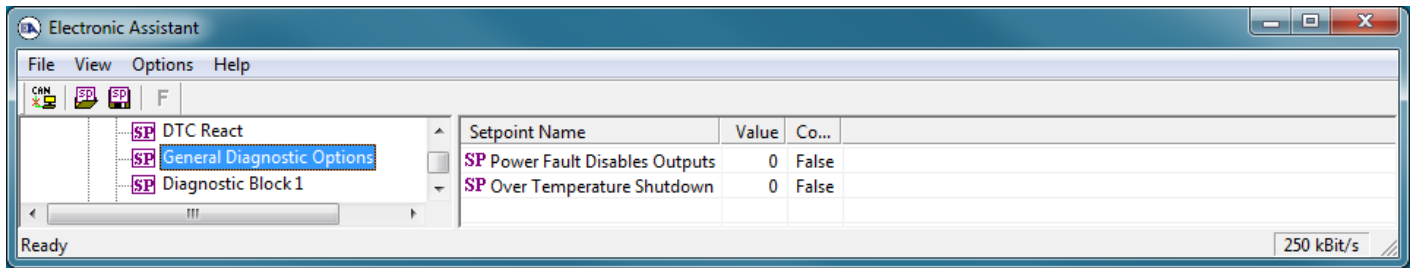 EA Electronic Assistant
File View Options Help
CAN SP SP F
SP DTC React
SP General Diagnostic Options
SP Diagnostic Block 1
Setpoint Name Value Co...
SP Power Fault Disables Outputs 0 False
SP Over Temperature Shutdown 0 False
Ready
250 kBit/s